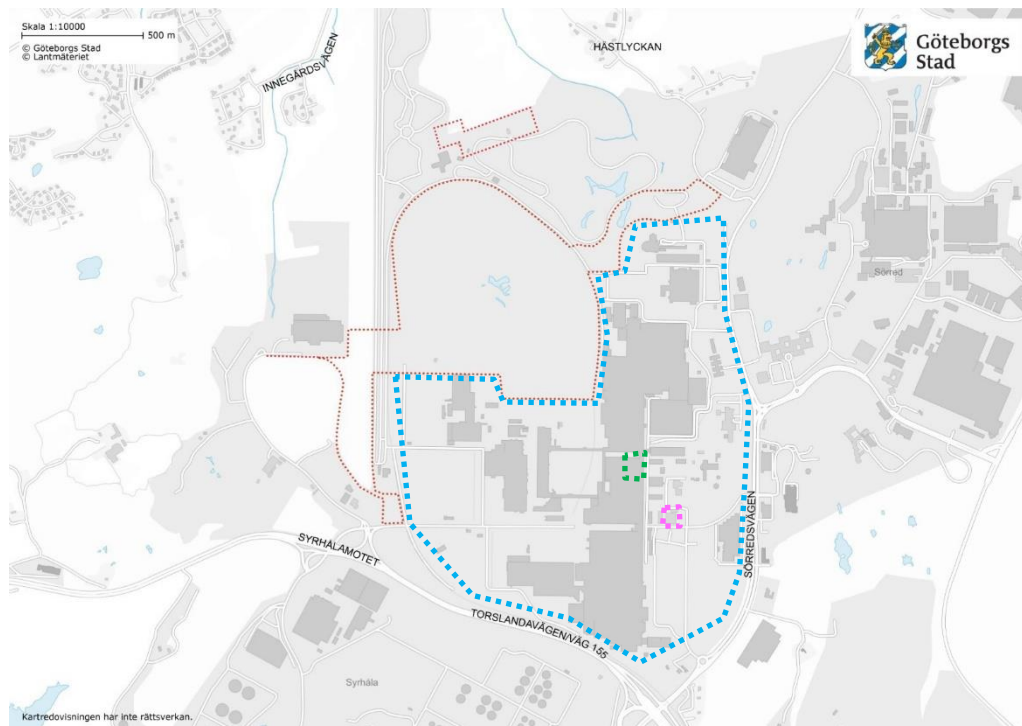 Skala 1:10000
500 m
© Göteborgs Stad
© Lantmäteriet
INNEGÅRDSVÄGEN
HÄSTLYCKAN
Göteborgs
Stad
Sörred
SÖRREDSVÄGEN
SYRHÅLAMOTET
TORSLANDAVÄGEN/VÄG 155
Syrhåla
Kartredovisningen har inte rättsverkan.